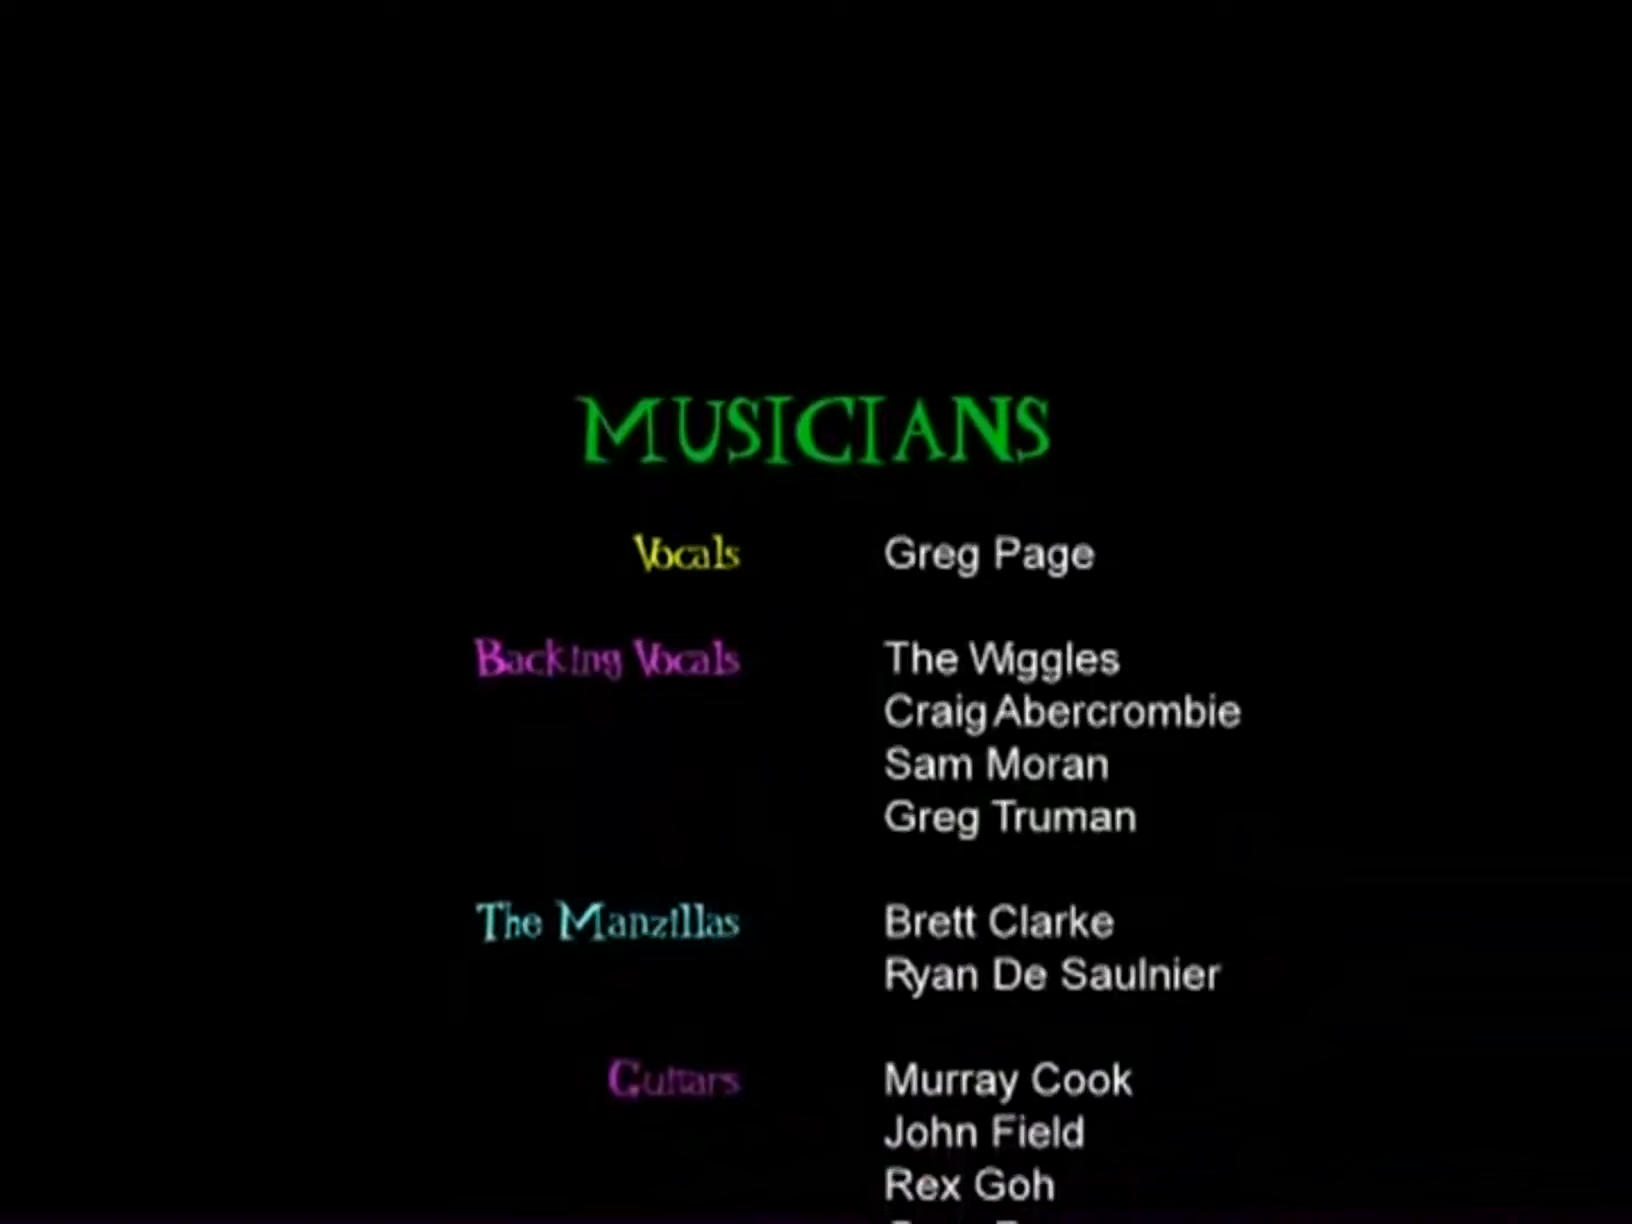 MUSICIANS
Vocals Greg Page
Backing Vocals The Wiggles
Craig Abercrombie
Sam Moran
Greg Truman
The Manzillas Brett Clarke
Ryan De Saulnier
Guitars Murray Cook
John Field
Rex Goh